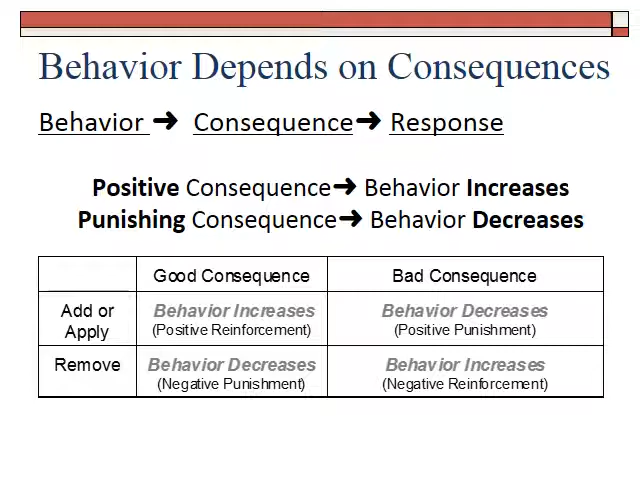 Behavior Depends on Consequences
Behavior ➜ Consequence➜ Response
Positive Consequence➜ Behavior Increases
Punishing Consequence➜ Behavior Decreases
Good Consequence Bad Consequence
Add or Apply Behavior Increases Behavior Decreases
(Positive Reinforcement) (Positive Punishment)
Remove Behavior Decreases Behavior Increases
(Negative Punishment) (Negative Reinforcement)